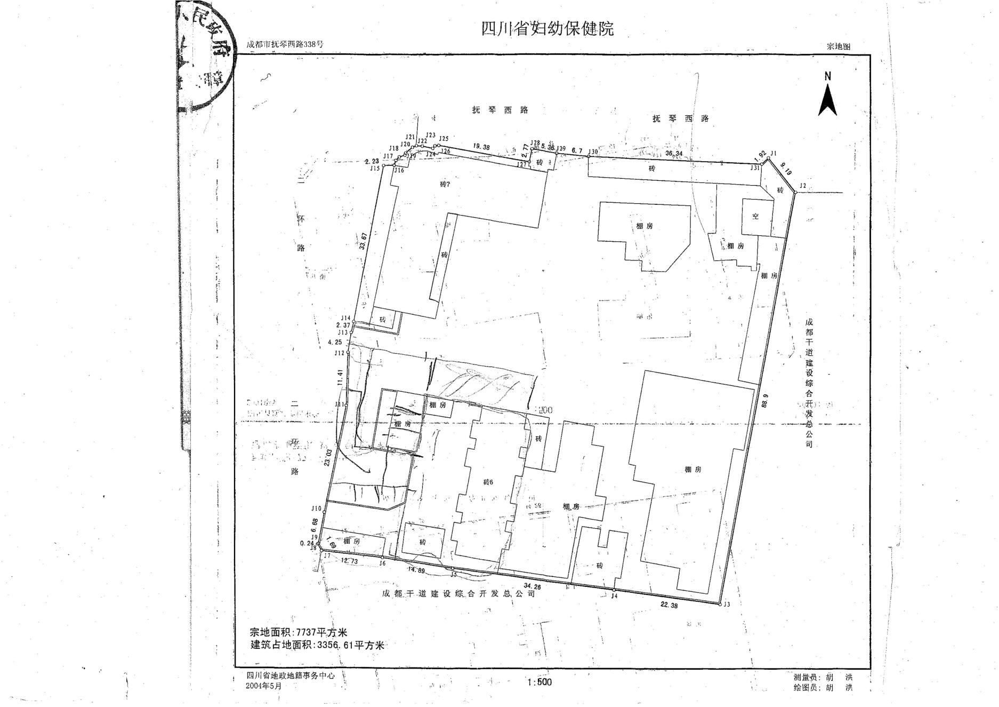 民政府
章
四川省妇幼保健院
成都市抚琴西路338号
宗地图
N
抚琴西路
抚琴西路
J21
J22
J23
J25
J20
J18
J19
J24
J26
J17
2.23
J15
J16
19.38
2.77
J28
5.36
J29
6.7
J30
36.34
1.92
J1
J27
砖
J31
9.19
J2
砖
砖
砖7
空
棚房
棚房
棚房
环
路
33.67
砖
砖
J14
2.37
J13
4.25
J12
11.41
J11
二
环
路
23.03
J10
6.68
J9
0.24
J8
1.69
J7
12.73
J6
14.89
J5
34.26
J4
22.38
J3
88.9
棚房
棚房
砖
砖6
棚房
棚房
棚房
砖
砖
成都干道建设综合开发总公司
成都干道建设综合开发总公司
宗地面积:7737平方米
建筑占地面积:3356.61平方米
四川省地政地籍事务中心
2004年5月
1:500
测量员: 胡 洪
绘图员: 胡 洪